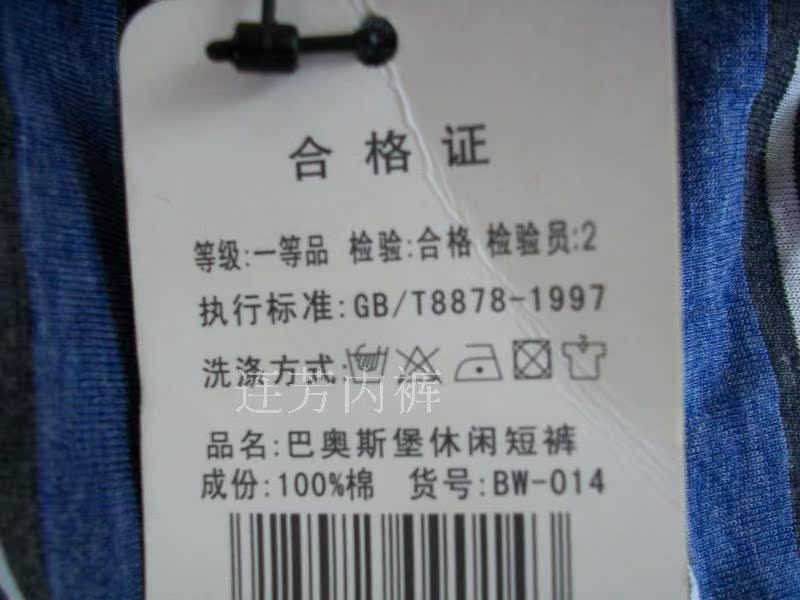 合格证
等级:一等品 检验:合格 检验员:2
执行标准:GB/T8878-1997
洗涤方式:
连芳内裤
品名:巴奥斯堡休闲短裤
成份:100%棉 货号:BW-014